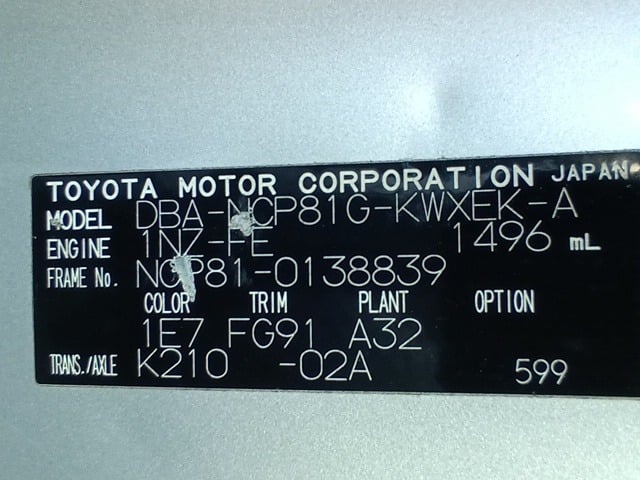 TOYOTA MOTOR CORPORATION JAPAN
MODEL DBA-NCP81G-KWXEK-A
ENGINE 1NZ-FE 1496 mL
FRAME No. NCP81-0138839
COLOR TRIM PLANT OPTION
1E7 FG91 A32
TRANS./AXLE K210 -02A 599